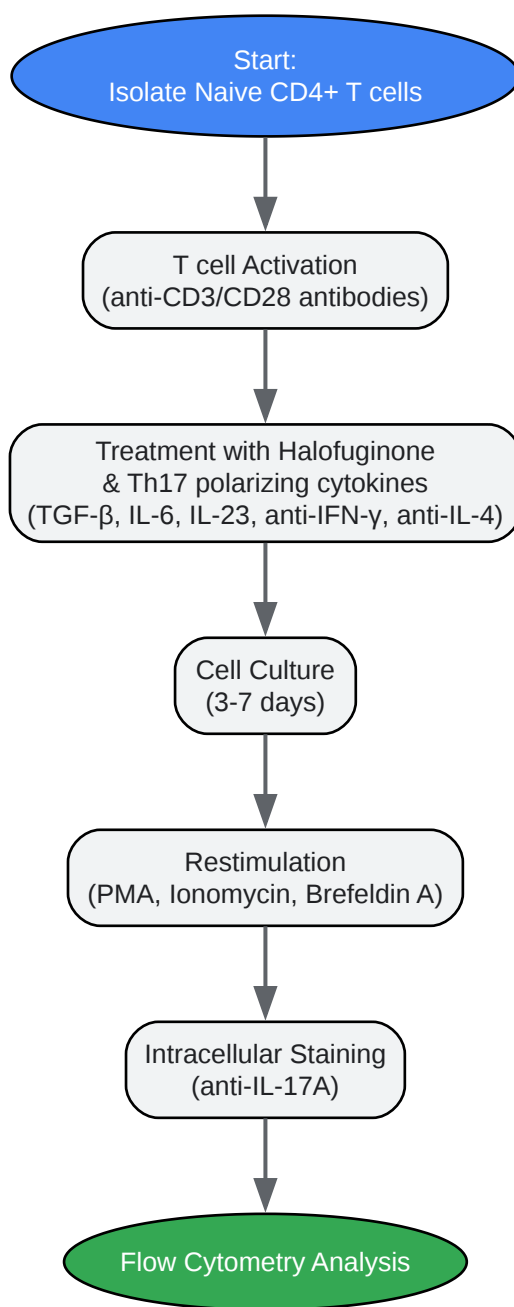 Start:
Isolate Naive CD4+ T cells
T cell Activation
(anti-CD3/CD28 antibodies)
Treatment with Halofuginone
& Th17 polarizing cytokines
(TGF-β, IL-6, IL-23, anti-IFN-γ, anti-IL-4)
Cell Culture
(3-7 days)
Restimulation
(PMA, Ionomycin, Brefeldin A)
Intracellular Staining
(anti-IL-17A)
Flow Cytometry Analysis